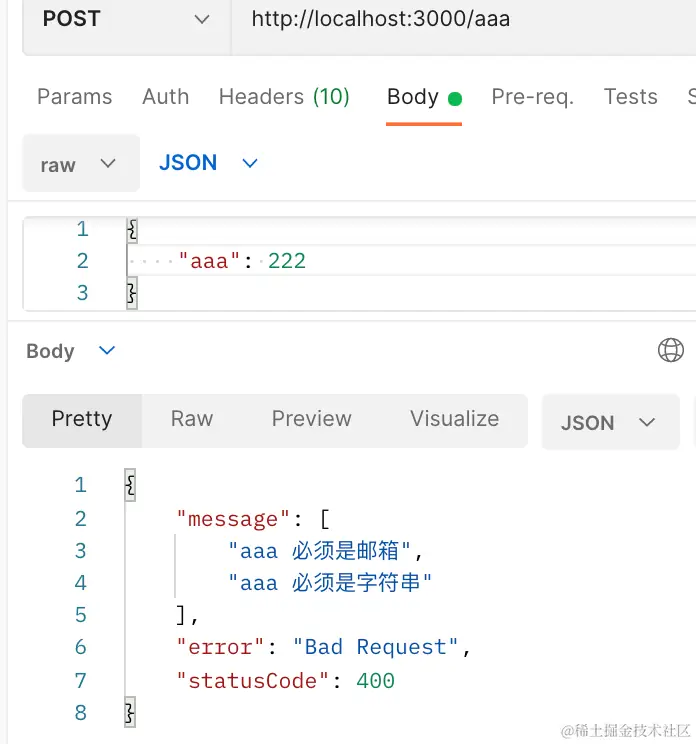 POST http://localhost:3000/aaa
Params Auth Headers (10) Body Pre-req. Tests S
raw JSON
1 {
2 "aaa": 222
3 }
Body
Pretty Raw Preview Visualize JSON
1 {
2 "message": [
3 "aaa 必须是邮箱",
4 "aaa 必须是字符串"
5 ],
6 "error": "Bad Request",
7 "statusCode": 400
8 }
@稀土掘金技术社区